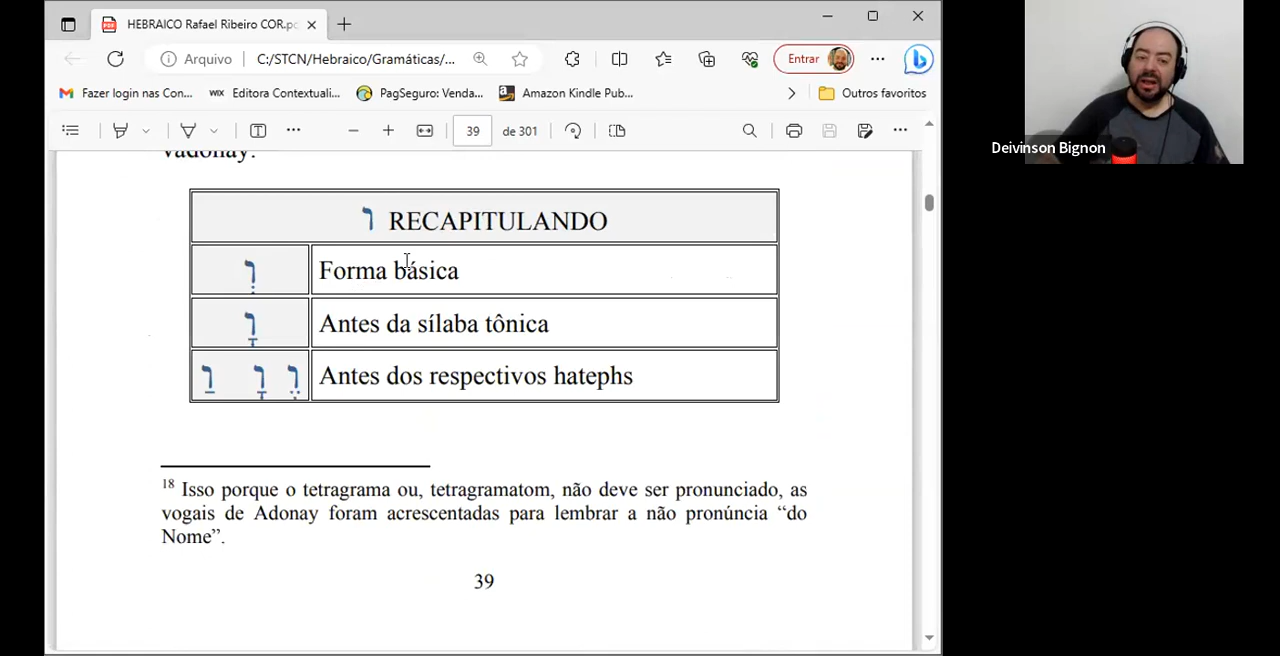 HEBRAICO Rafael Ribeiro COR.pc
Arquivo C:/STCN/Hebraico/Gramáticas/... Entrar
Fazer login nas Con... WIX Editora Contextuali... PagSeguro: Venda... Amazon Kindle Pub... Outros favoritos
39 de 301
vadonay.
ו RECAPITULANDO
וְ Forma básica
וָ Antes da sílaba tônica
וַ וָ וֶ Antes dos respectivos hatephs
18 Isso porque o tetragrama ou, tetragramatom, não deve ser pronunciado, as
vogais de Adonay foram acrescentadas para lembrar a não pronúncia “do
Nome”.
39
Deivinson Bignon